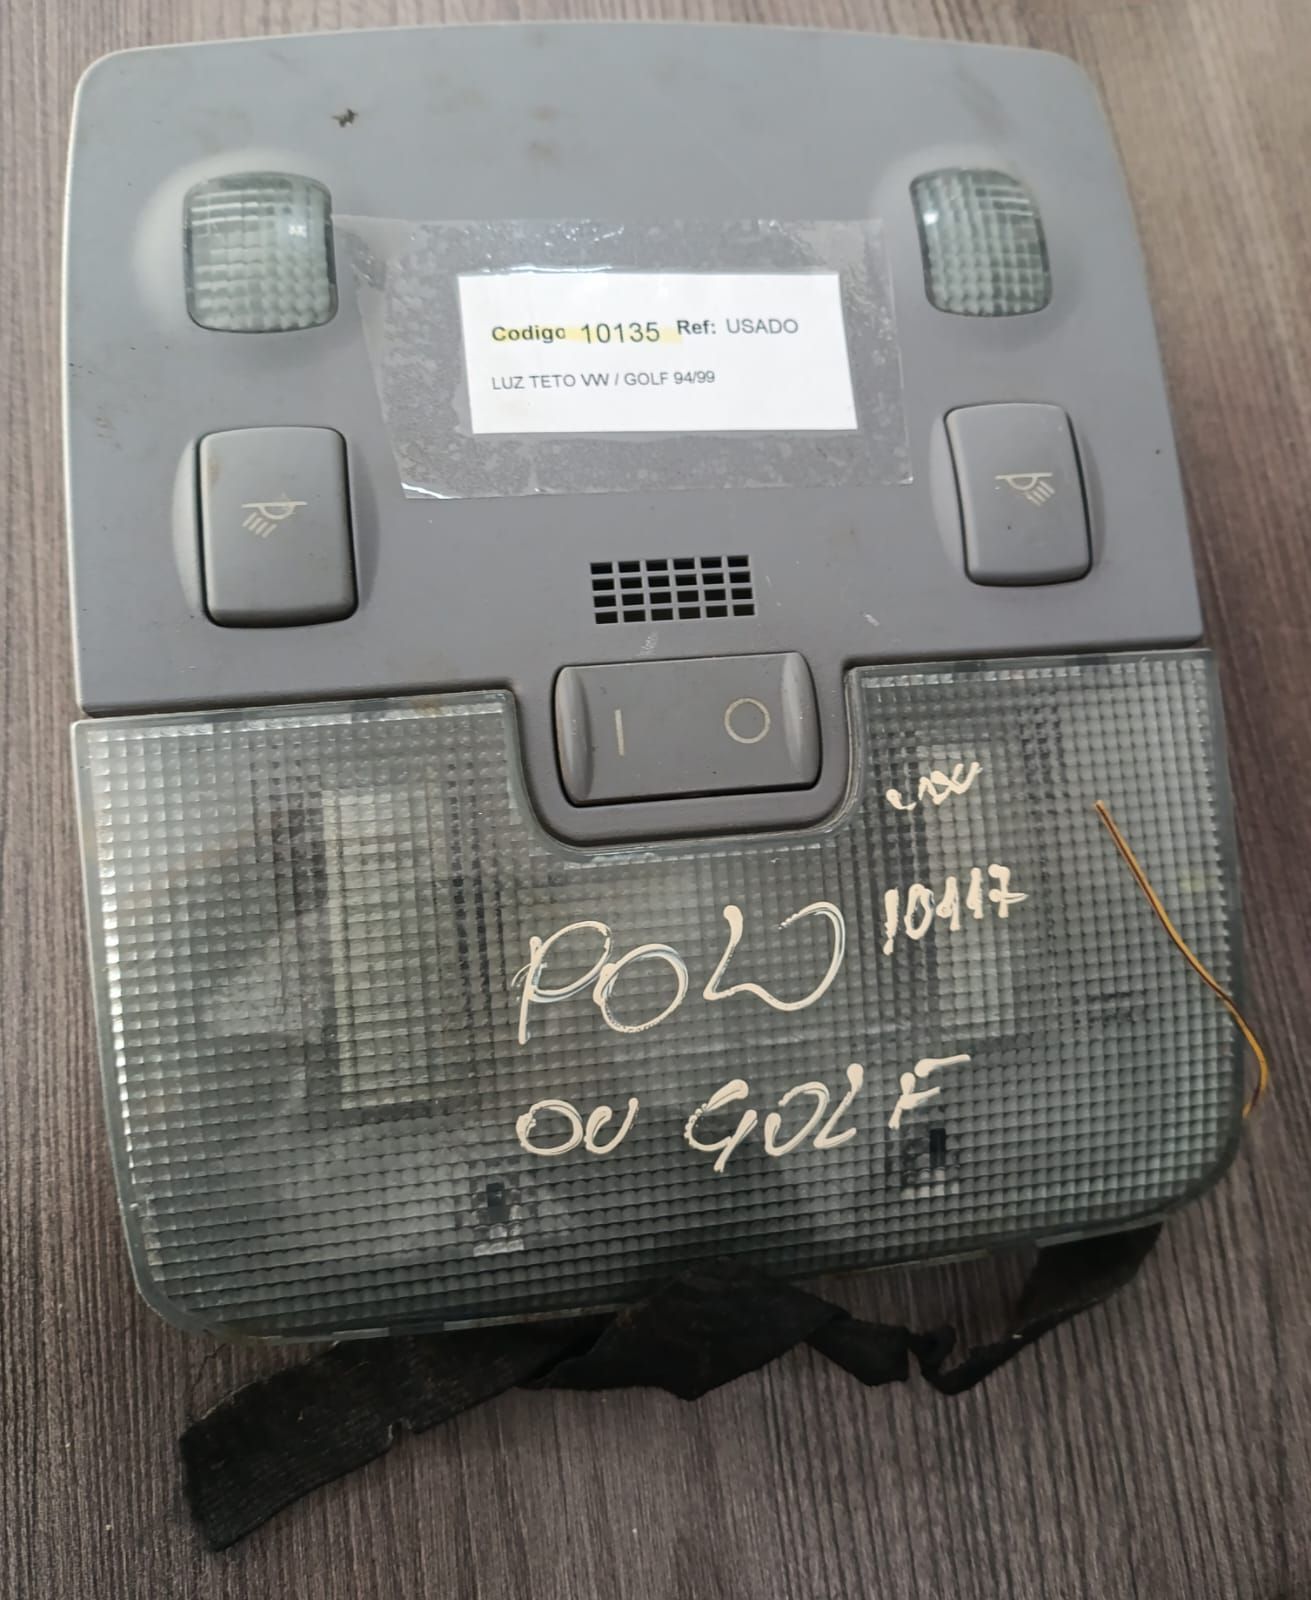 Codigo 10135 Ref: USADO
LUZ TETO VW / GOLF 94/99
I O
10117
POLO
OU GOLF